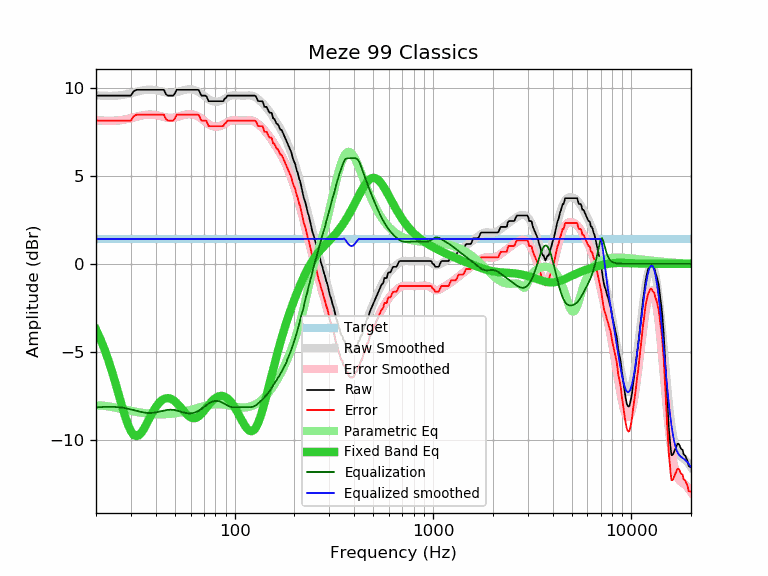 Meze 99 Classics
10
5
0
−5
−10
Amplitude (dBr)
Target
Raw Smoothed
Error Smoothed
Raw
Error
Parametric Eq
Fixed Band Eq
Equalization
Equalized smoothed
100
1000
10000
Frequency (Hz)